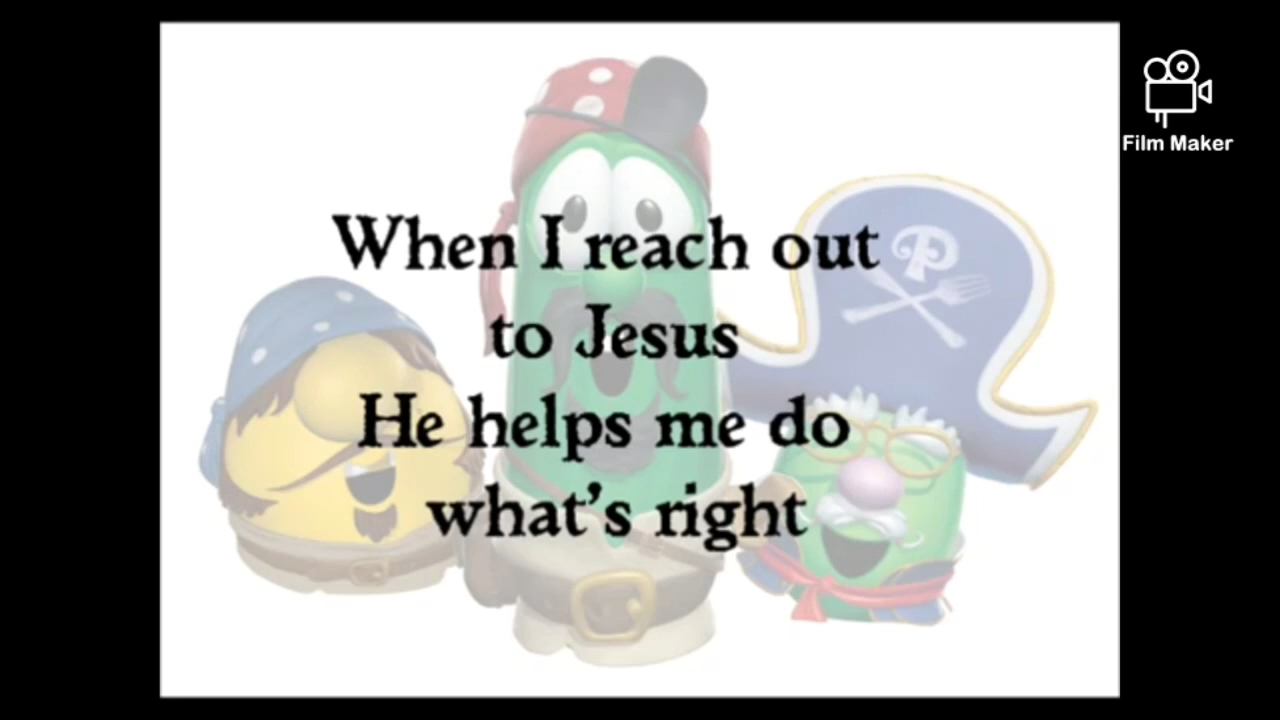 When I reach out
to Jesus
He helps me do
what's right
Film Maker
P